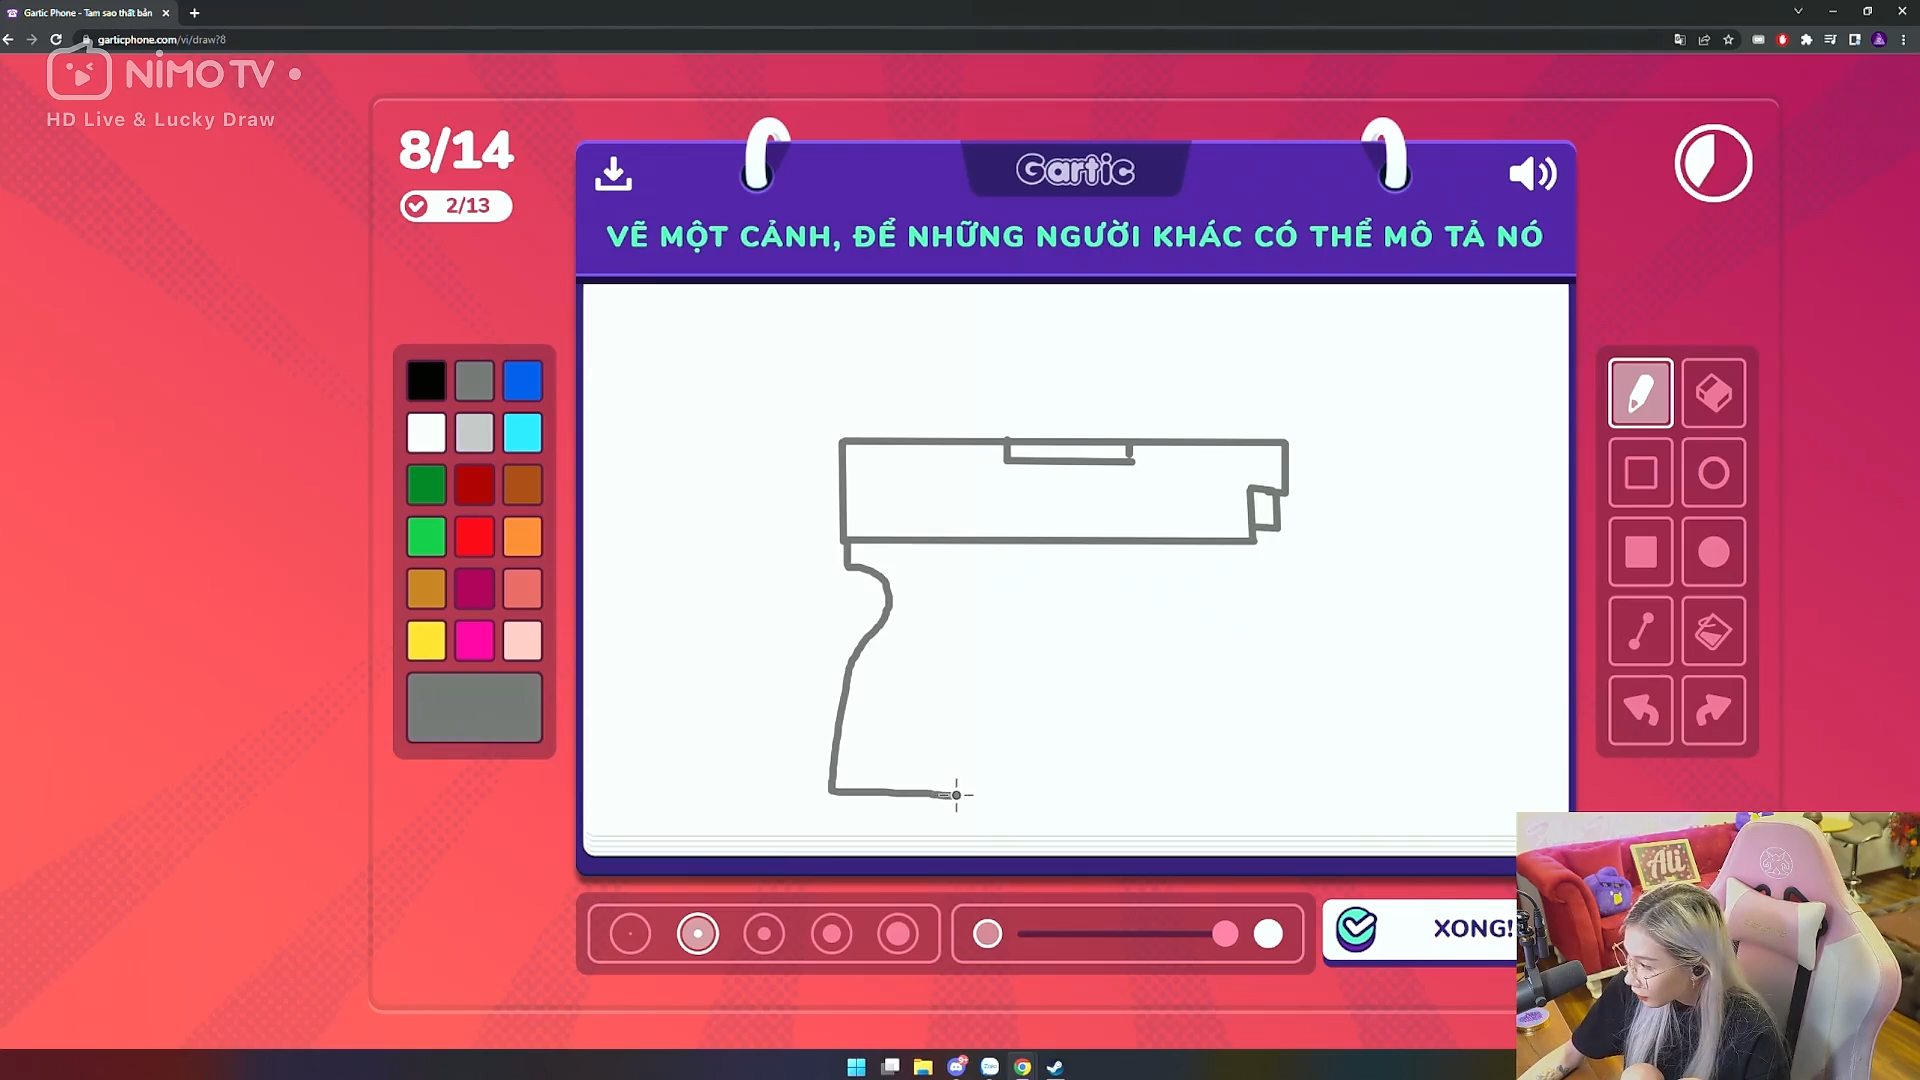 Gartic Phone - Tam sao thất bản
garticphone.com/vi/draw?8
NIMO TV
HD Live & Lucky Draw
8/14
2/13
Gartic
VẼ MỘT CẢNH, ĐỂ NHỮNG NGƯỜI KHÁC CÓ THỂ MÔ TẢ NÓ
XONG!
Ali